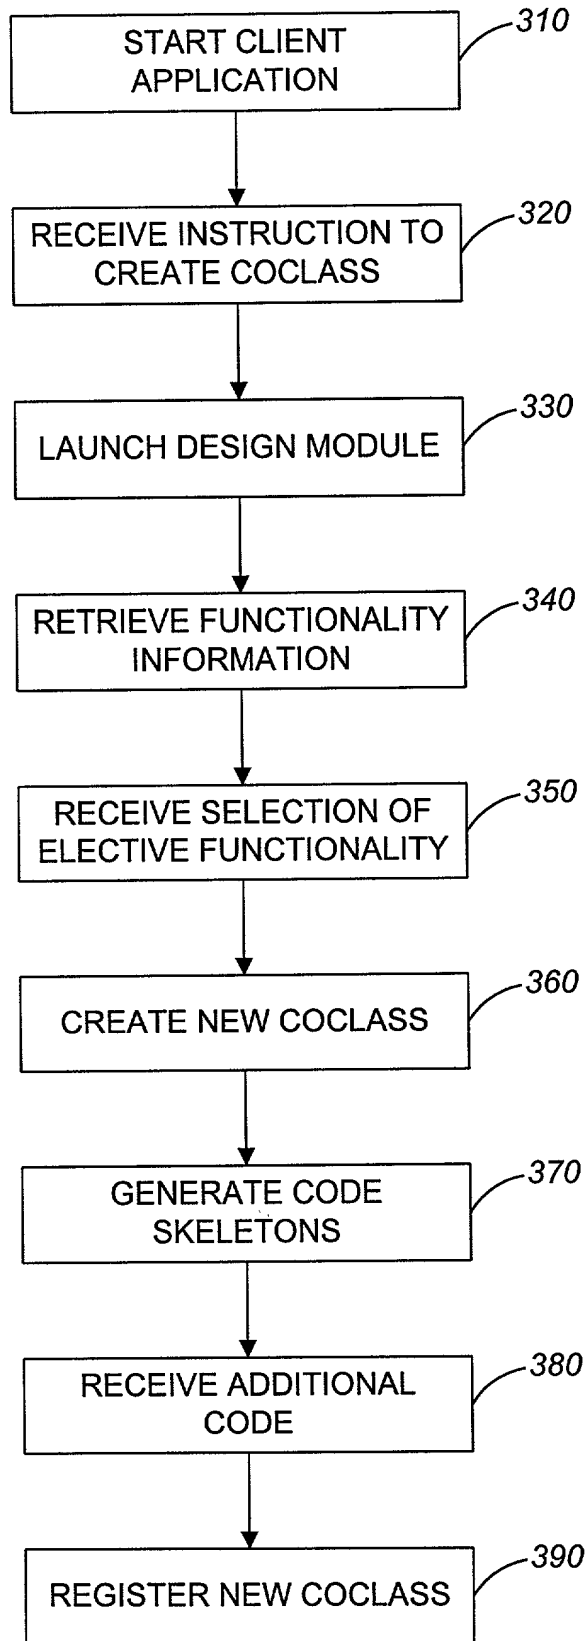 310
START CLIENT
APPLICATION
320
RECEIVE INSTRUCTION TO
CREATE COCLASS
330
LAUNCH DESIGN MODULE
340
RETRIEVE FUNCTIONALITY
INFORMATION
350
RECEIVE SELECTION OF
ELECTIVE FUNCTIONALITY
360
CREATE NEW COCLASS
370
GENERATE CODE
SKELETONS
380
RECEIVE ADDITIONAL
CODE
390
REGISTER NEW COCLASS